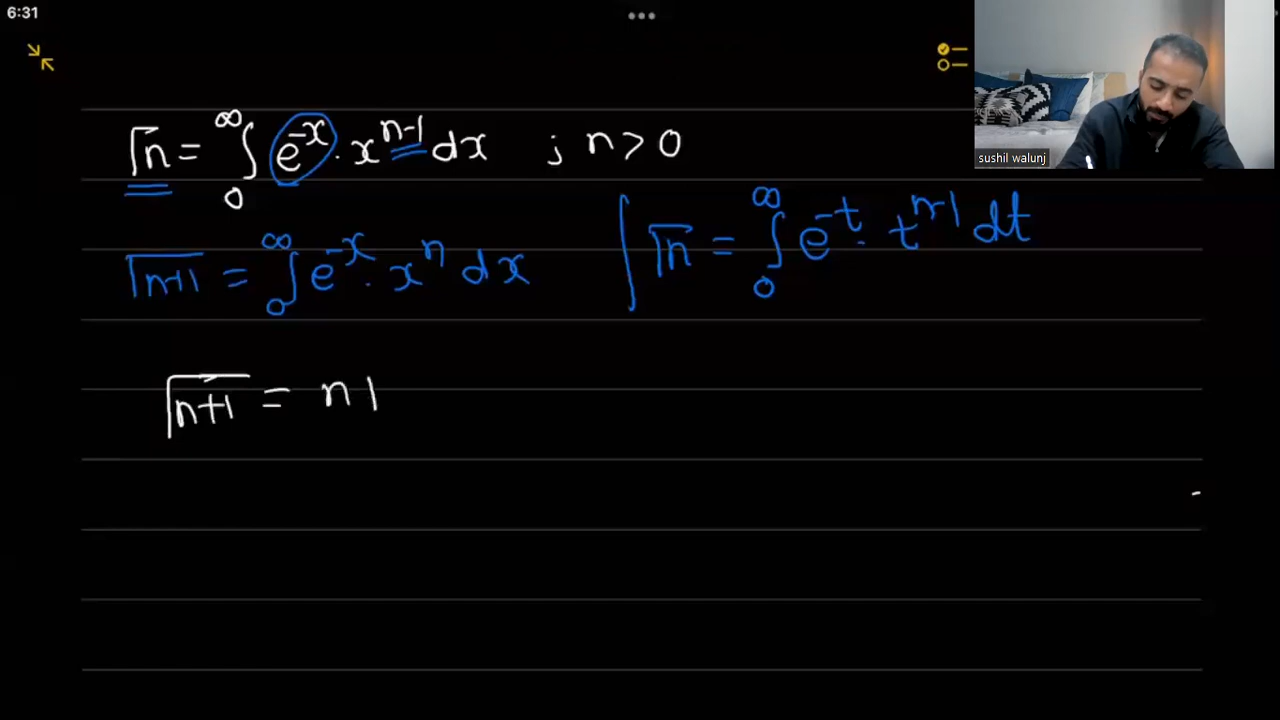 6:31
Γn = ∫₀^∞ e^{-x} · x^{n-1} dx ; n > 0
sushil walunj
Γn+1 = ∫₀^∞ e^{-x} · x^n dx
Γn = ∫₀^∞ e^{-t} · t^{n-1} dt
Γn+1 = n |